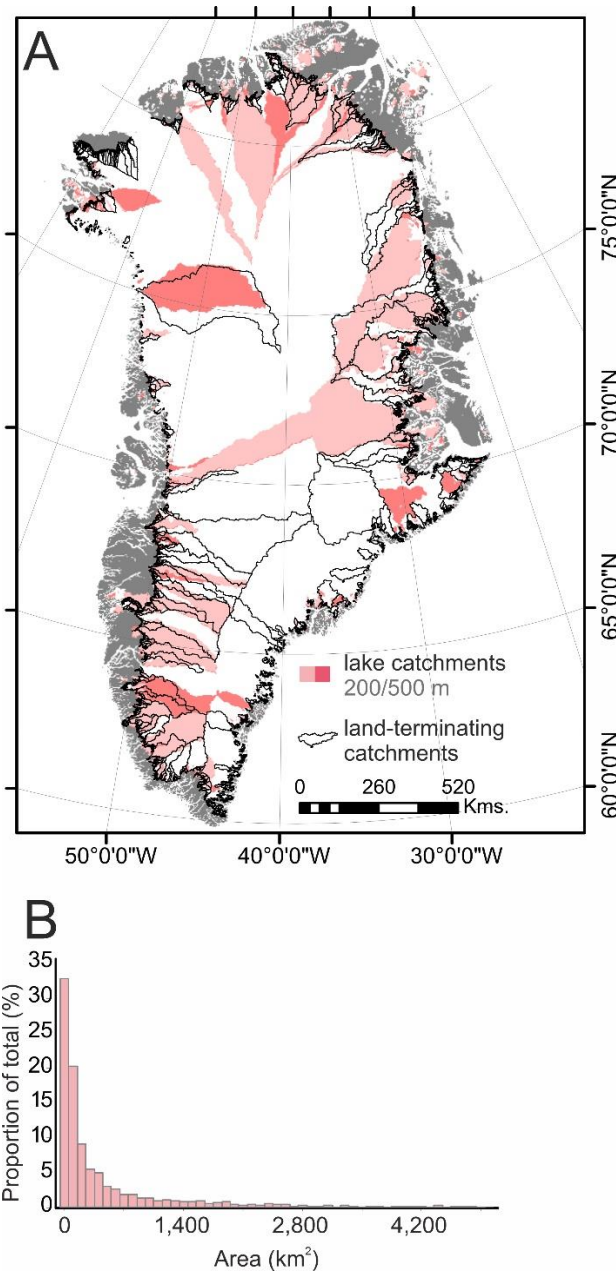 A
75°0'0"N
70°0'0"N
65°0'0"N
60°0'0"N
lake catchments
200/500 m
land-terminating
catchments
0 260 520
Kms.
50°0'0"W 40°0'0"W 30°0'0"W
B
Proportion of total (%)
35
30
25
20
15
10
5
0
0 1,400 2,800 4,200
Area (km²)